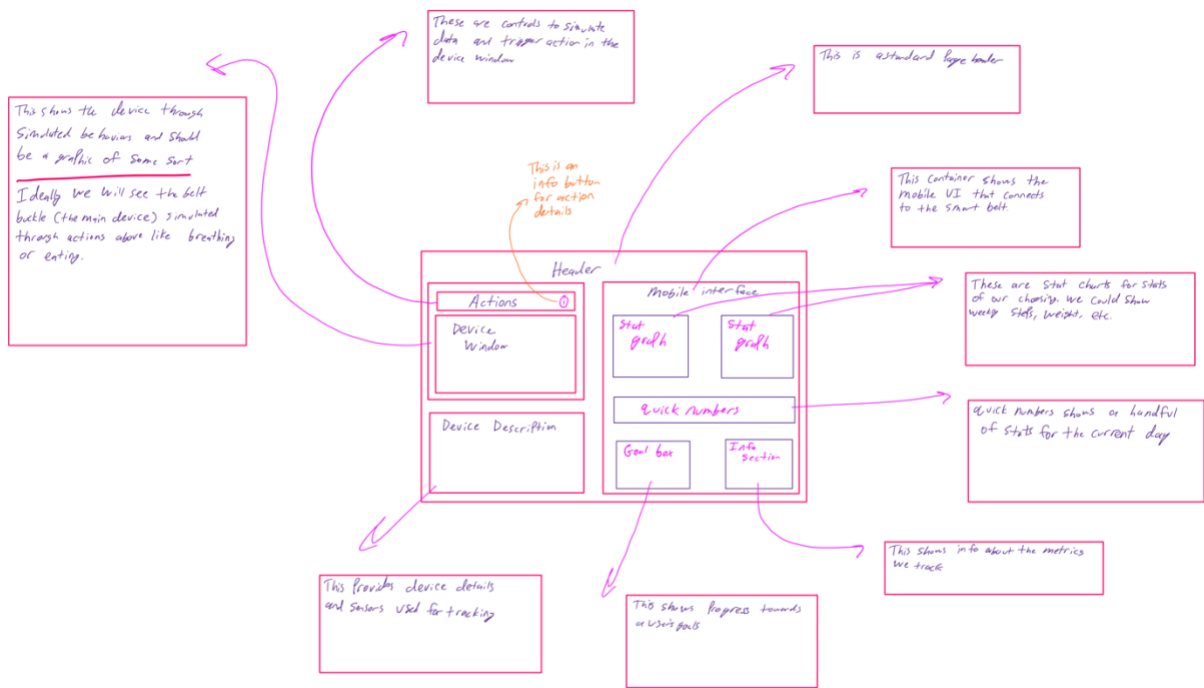 These are controls to simulate
data and trigger action in the
device window
This is a standard page header
This shows the device through
simulated behaviors and should
be a graphic of some sort
Ideally we will see the belt
buckle (the main device) simulated
through actions above like breathing
or eating.
This is an
info button
for action
details
This container shows the
mobile UI that connects
to the smart belt
Header
Actions
i
Device
Window
Device Description
Mobile interface
Stat
graph
Stat
graph
quick numbers
Goal box
Info
section
These are stat charts for stats
of our choosing. We could show
weekly steps, weight, etc.
quick numbers shows a handful
of stats for the current day
This shows info about the metrics
we track
This provides device details
and sensors used for tracking
This shows progress towards
a users goals